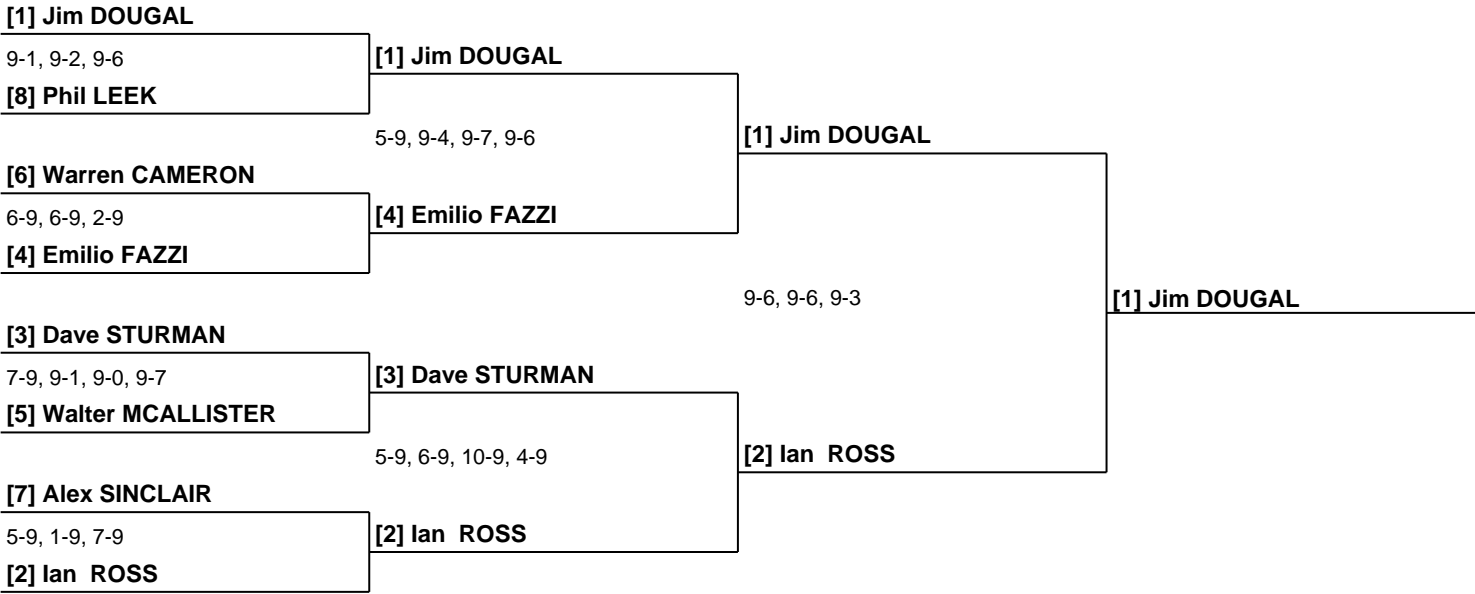 [1] Jim DOUGAL
9-1, 9-2, 9-6
[8] Phil LEEK
[1] Jim DOUGAL
5-9, 9-4, 9-7, 9-6
[6] Warren CAMERON
6-9, 6-9, 2-9
[4] Emilio FAZZI
[4] Emilio FAZZI
[1] Jim DOUGAL
9-6, 9-6, 9-3
[1] Jim DOUGAL
[3] Dave STURMAN
7-9, 9-1, 9-0, 9-7
[5] Walter MCALLISTER
[3] Dave STURMAN
5-9, 6-9, 10-9, 4-9
[2] Ian  ROSS
[7] Alex SINCLAIR
5-9, 1-9, 7-9
[2] Ian  ROSS
[2] Ian  ROSS